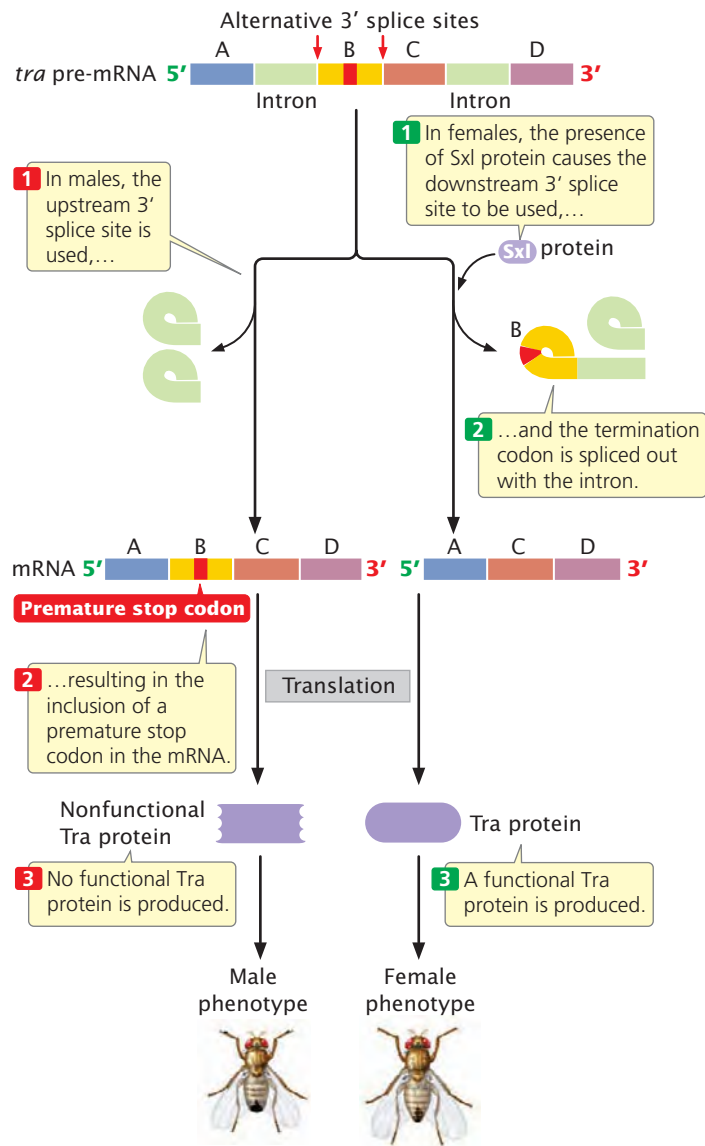 Alternative 3’ splice sites
A B C D
tra pre-mRNA 5’ 3’
Intron Intron
1 In females, the presence
of Sxl protein causes the
downstream 3’ splice
site to be used,…
1 In males, the
upstream 3’
splice site is
used,…
Sxl protein
B
2 …and the termination
codon is spliced out
with the intron.
A B C D A C D
mRNA 5’ 3’ 5’ 3’
Premature stop codon
2 …resulting in the
inclusion of a
premature stop
codon in the mRNA.
Translation
Nonfunctional
Tra protein
Tra protein
3 No functional Tra
protein is produced.
3 A functional Tra
protein is produced.
Male
phenotype
Female
phenotype